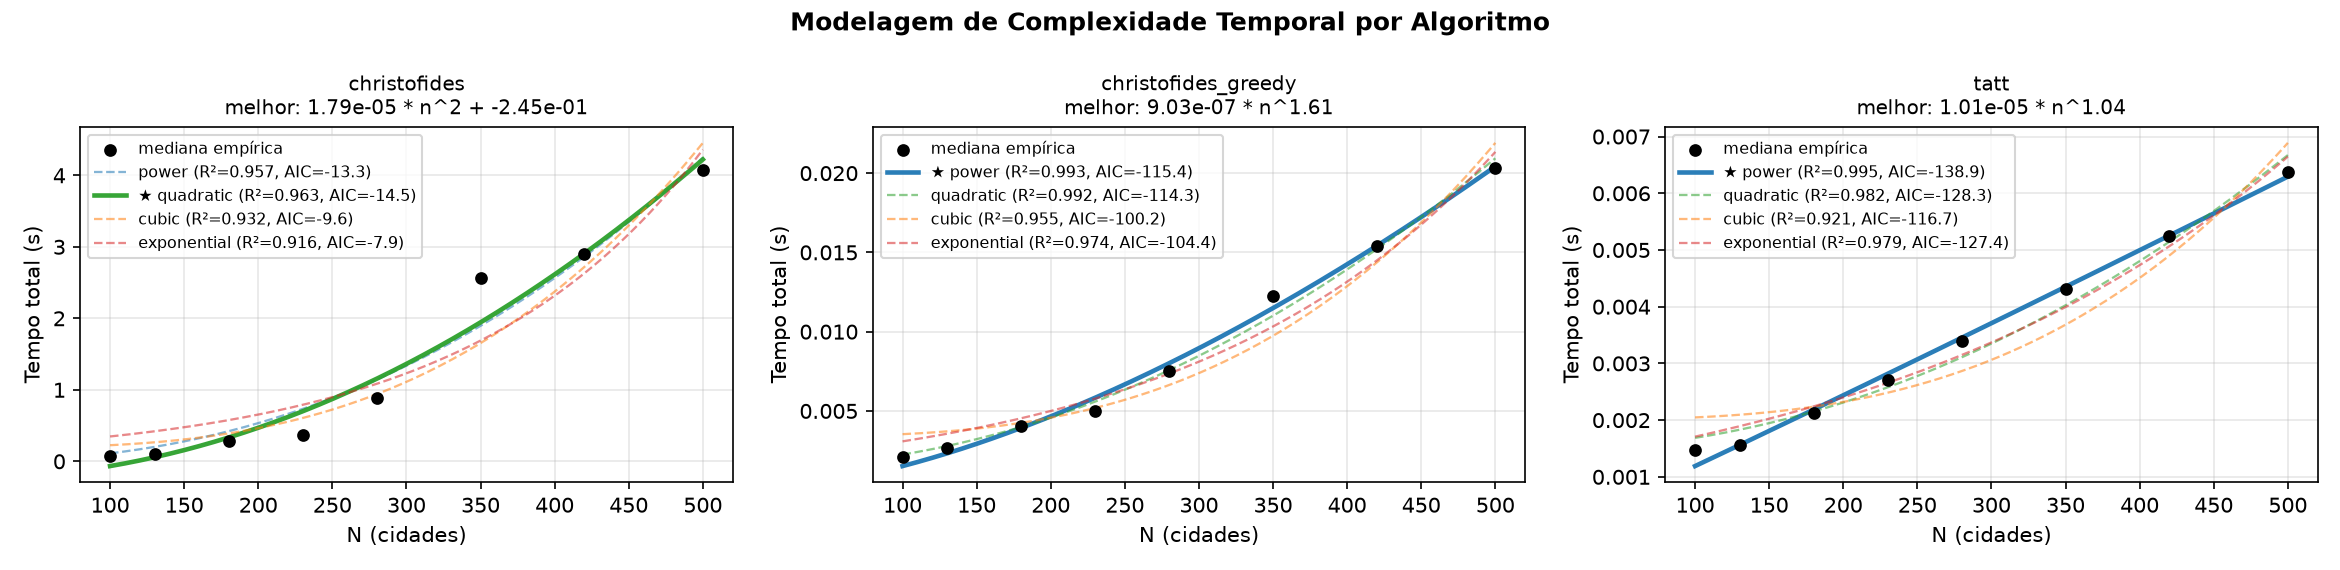 Modelagem de Complexidade Temporal por Algoritmo
christofides
melhor: 1.79e-05 * n^2 + -2.45e-01
mediana empírica
power (R²=0.957, AIC=-13.3)
★ quadratic (R²=0.963, AIC=-14.5)
cubic (R²=0.932, AIC=-9.6)
exponential (R²=0.916, AIC=-7.9)
Tempo total (s)
4
3
2
1
0
100 150 200 250 300 350 400 450 500
N (cidades)
christofides_greedy
melhor: 9.03e-07 * n^1.61
mediana empírica
★ power (R²=0.993, AIC=-115.4)
quadratic (R²=0.992, AIC=-114.3)
cubic (R²=0.955, AIC=-100.2)
exponential (R²=0.974, AIC=-104.4)
Tempo total (s)
0.020
0.015
0.010
0.005
100 150 200 250 300 350 400 450 500
N (cidades)
tatt
melhor: 1.01e-05 * n^1.04
mediana empírica
★ power (R²=0.995, AIC=-138.9)
quadratic (R²=0.982, AIC=-128.3)
cubic (R²=0.921, AIC=-116.7)
exponential (R²=0.979, AIC=-127.4)
Tempo total (s)
0.007
0.006
0.005
0.004
0.003
0.002
0.001
100 150 200 250 300 350 400 450 500
N (cidades)